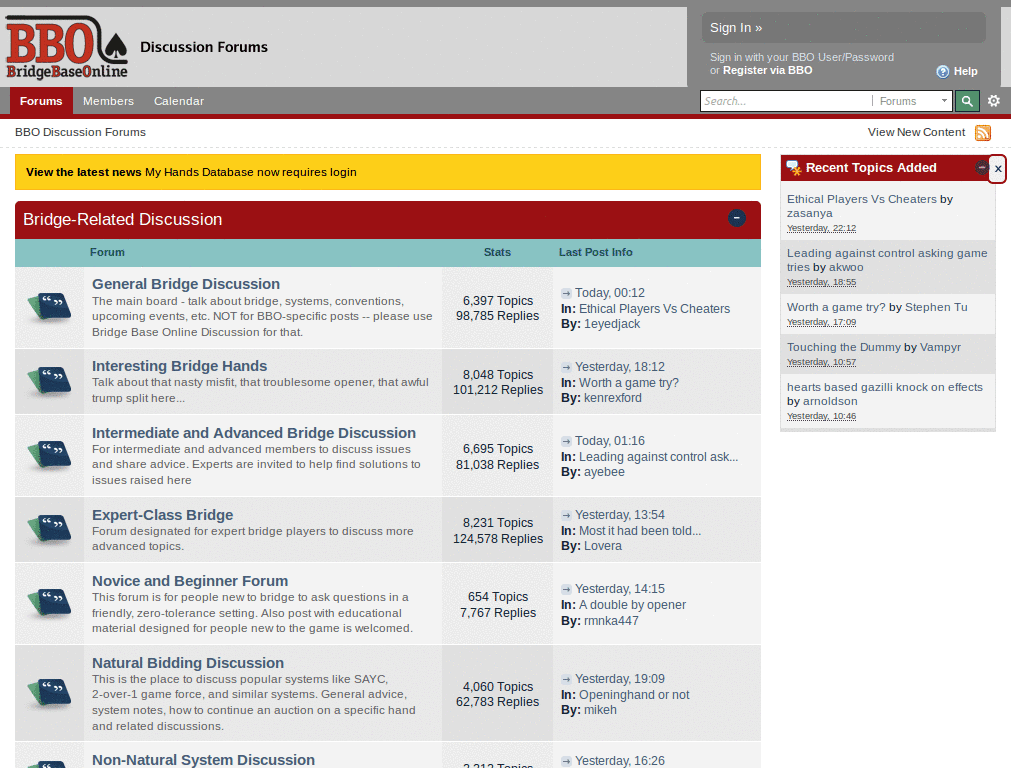 BBO
BridgeBaseOnline
Discussion Forums
Sign In »
Sign in with your BBO User/Password
or Register via BBO
Help
Forums Members Calendar
Search... Forums
BBO Discussion Forums
View New Content
View the latest news My Hands Database now requires login
Bridge-Related Discussion
Forum Stats Last Post Info
General Bridge Discussion
The main board - talk about bridge, systems, conventions,
upcoming events, etc. NOT for BBO-specific posts -- please use
Bridge Base Online Discussion for that.
6,397 Topics
98,785 Replies
Today, 00:12
In: Ethical Players Vs Cheaters
By: 1eyedjack
Interesting Bridge Hands
Talk about that nasty misfit, that troublesome opener, that awful
trump split here...
8,048 Topics
101,212 Replies
Yesterday, 18:12
In: Worth a game try?
By: kenrexford
Intermediate and Advanced Bridge Discussion
For intermediate and advanced members to discuss issues
and share advice. Experts are invited to help find solutions to
issues raised here
6,695 Topics
81,038 Replies
Today, 01:16
In: Leading against control ask...
By: ayebee
Expert-Class Bridge
Forum designated for expert bridge players to discuss more
advanced topics.
8,231 Topics
124,578 Replies
Yesterday, 13:54
In: Most it had been told...
By: Lovera
Novice and Beginner Forum
This forum is for people new to bridge to ask questions in a
friendly, zero-tolerance setting. Also post with educational
material designed for people new to the game is welcomed.
654 Topics
7,767 Replies
Yesterday, 14:15
In: A double by opener
By: rmnka447
Natural Bidding Discussion
This is the place to discuss popular systems like SAYC,
2-over-1 game force, and similar systems. General advice,
system notes, how to continue an auction on a specific hand
and related discussions.
4,060 Topics
62,783 Replies
Yesterday, 19:09
In: Openinghand or not
By: mikeh
Non-Natural System Discussion
Yesterday, 16:26
Recent Topics Added
x
Ethical Players Vs Cheaters by
zasanya
Yesterday, 22:12
Leading against control asking game
tries by akwoo
Yesterday, 18:55
Worth a game try? by Stephen Tu
Yesterday, 17:09
Touching the Dummy by Vampyr
Yesterday, 10:57
hearts based gazilli knock on effects
by arnoldson
Yesterday, 10:46